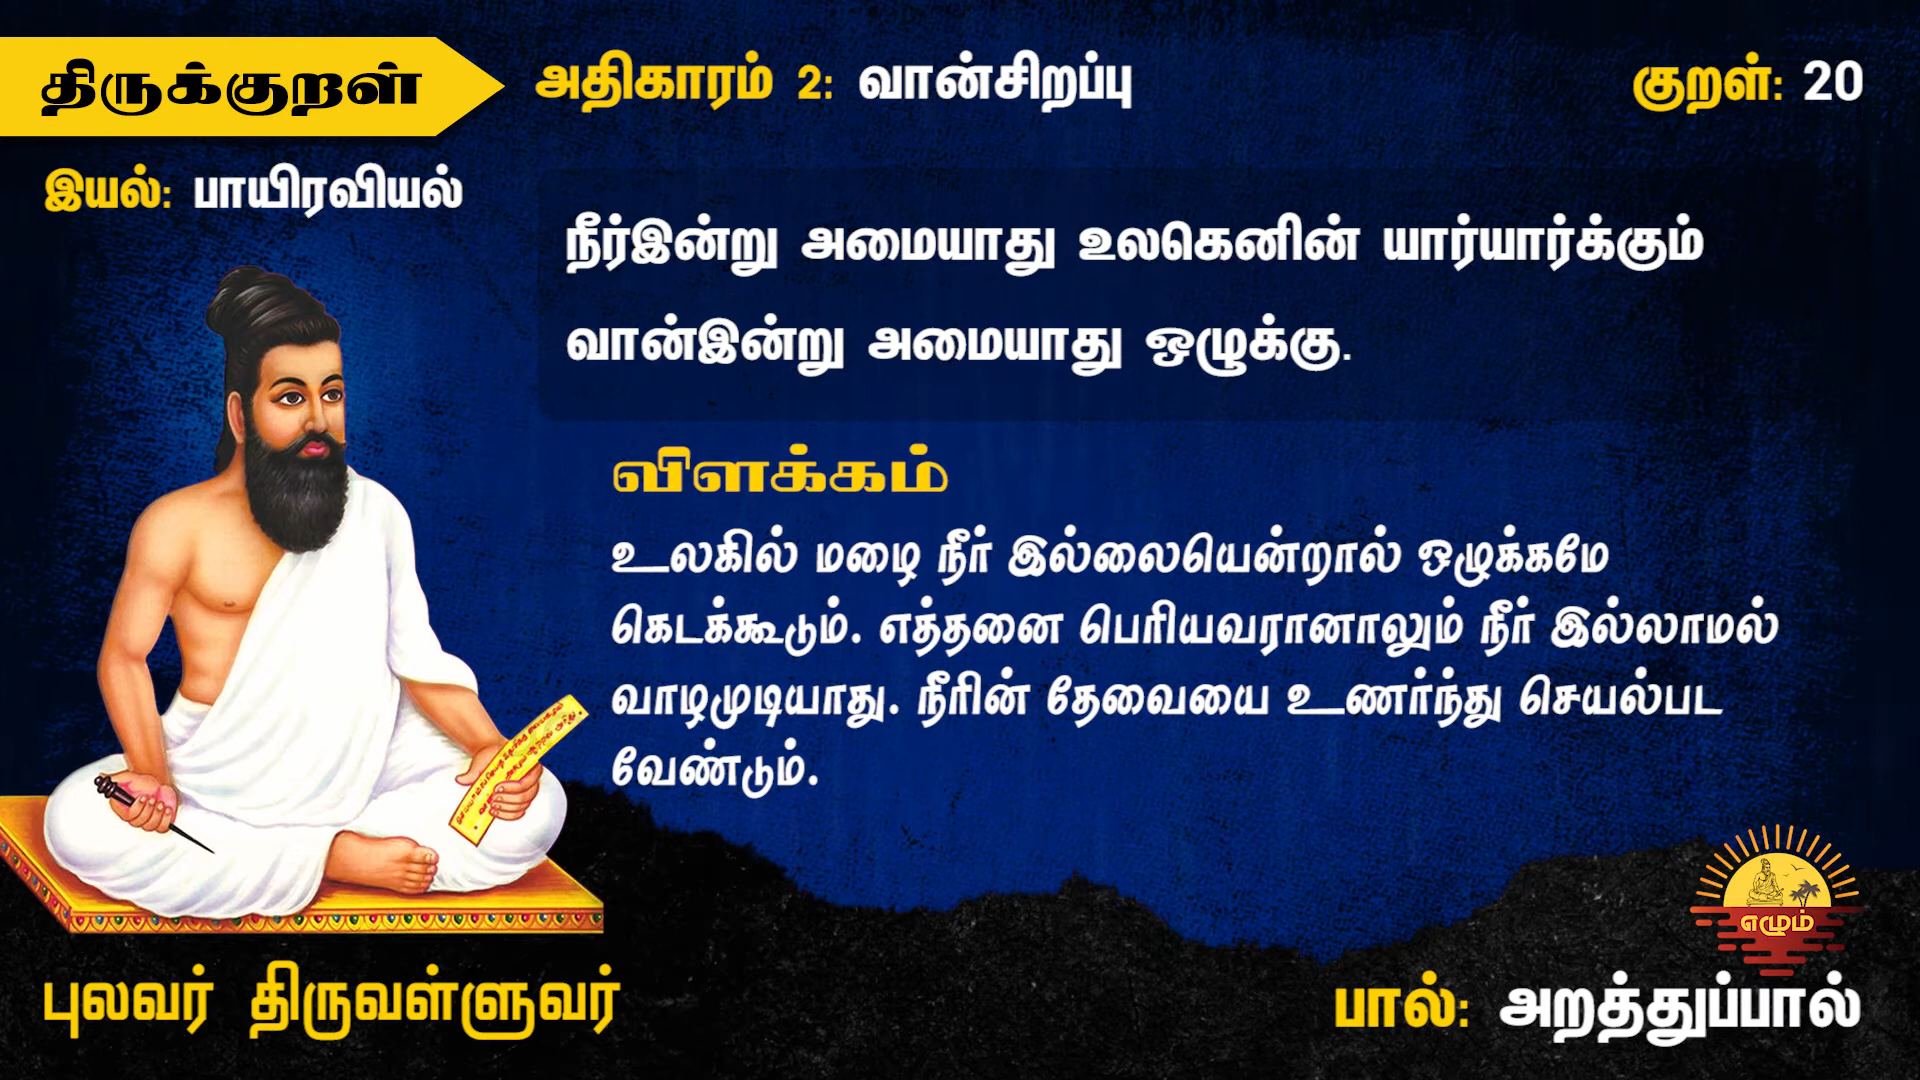 திருக்குறள்
அதிகாரம் 2: வான்சிறப்பு
குறள்: 20
இயல்: பாயிரவியல்
நீர்இன்று அமையாது உலகெனின் யார்யார்க்கும்
வான்இன்று அமையாது ஒழுக்கு.
விளக்கம்
உலகில் மழை நீர் இல்லையென்றால் ஒழுக்கமே
கெடக்கூடும். எத்தனை பெரியவரானாலும் நீர் இல்லாமல்
வாழமுடியாது. நீரின் தேவையை உணர்ந்து செயல்பட
வேண்டும்.
எழும்
புலவர் திருவள்ளுவர்
பால்: அறத்துப்பால்